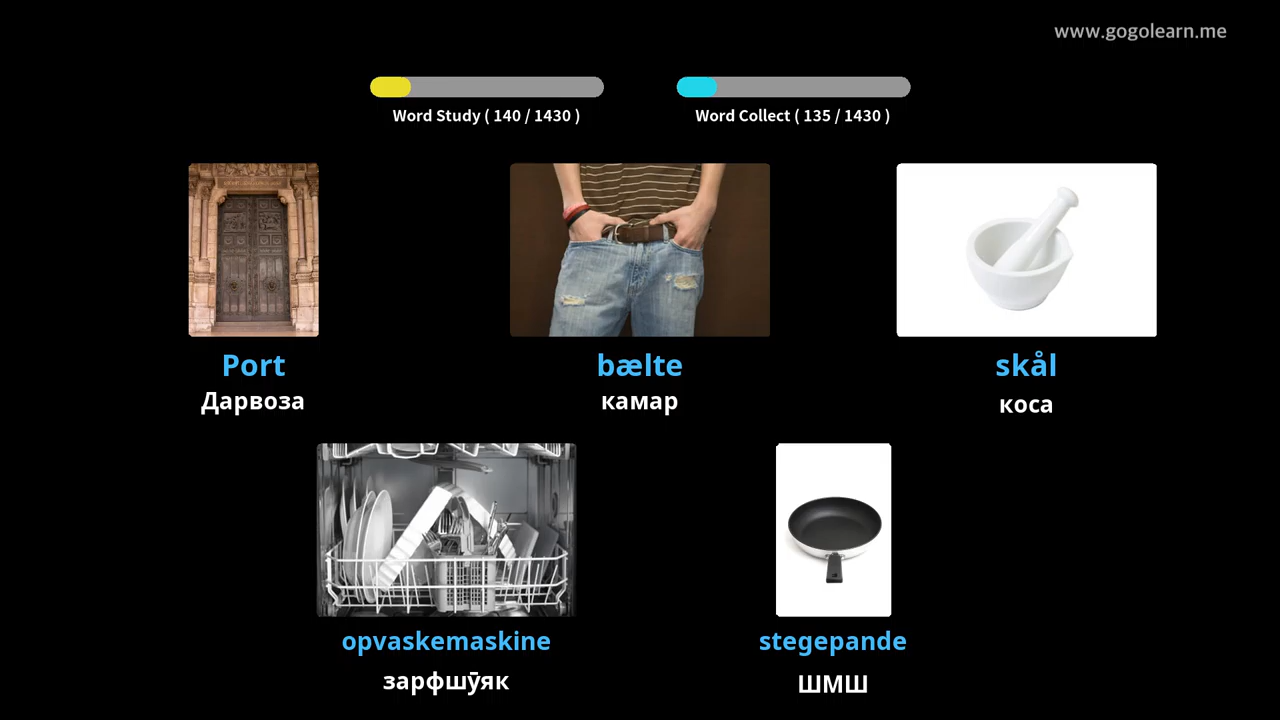 www.gogolearn.me
Word Study ( 140 / 1430 )
Word Collect ( 135 / 1430 )
Port
Дарвоза
bælte
камар
skål
коса
opvaskemaskine
зарфшӯяк
stegepande
ШМШ